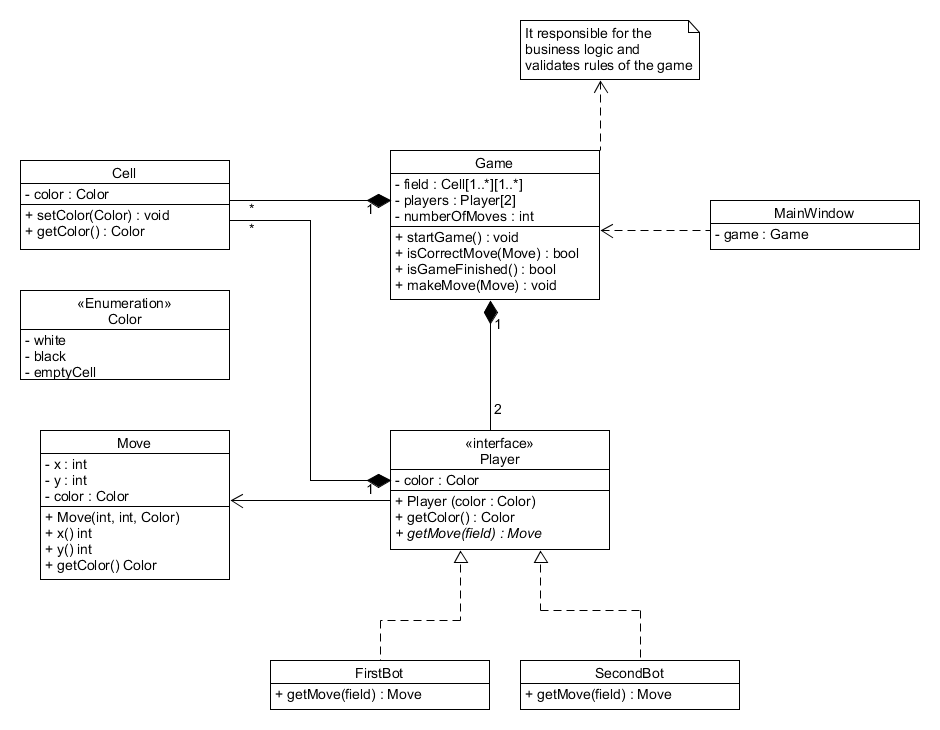 It responsible for the
business logic and
validates rules of the game
Cell
- color : Color
+ setColor(Color) : void
+ getColor() : Color
*
*
1
Game
- field : Cell[1..*][1..*]
- players : Player[2]
- numberOfMoves : int
+ startGame() : void
+ isCorrectMove(Move) : bool
+ isGameFinished() : bool
+ makeMove(Move) : void
MainWindow
- game : Game
«Enumeration»
Color
- white
- black
- emptyCell
1
2
Move
- x : int
- y : int
- color : Color
+ Move(int, int, Color)
+ x() int
+ y() int
+ getColor() Color
1
«interface»
Player
- color : Color
+ Player (color : Color)
+ getColor() : Color
+ getMove(field) : Move
FirstBot
+ getMove(field) : Move
SecondBot
+ getMove(field) : Move